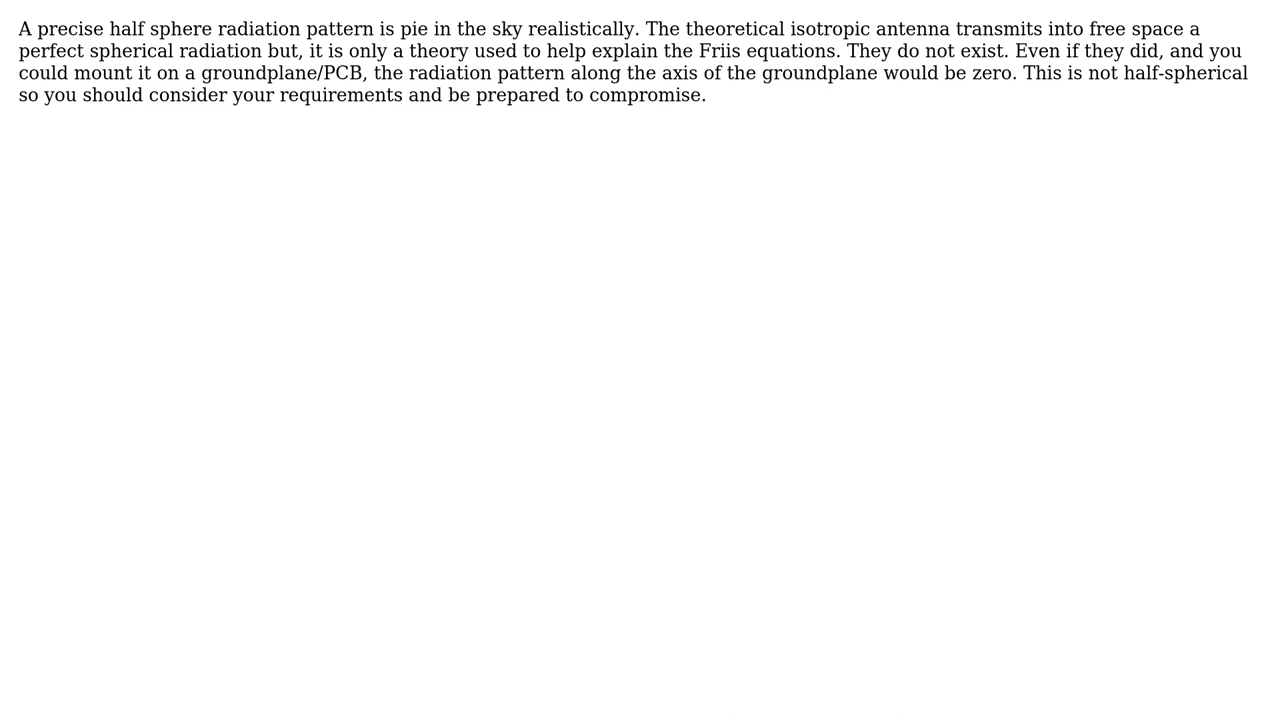 A precise half sphere radiation pattern is pie in the sky realistically. The theoretical isotropic antenna transmits into free space a
perfect spherical radiation but, it is only a theory used to help explain the Friis equations. They do not exist. Even if they did, and you
could mount it on a groundplane/PCB, the radiation pattern along the axis of the groundplane would be zero. This is not half-spherical
so you should consider your requirements and be prepared to compromise.